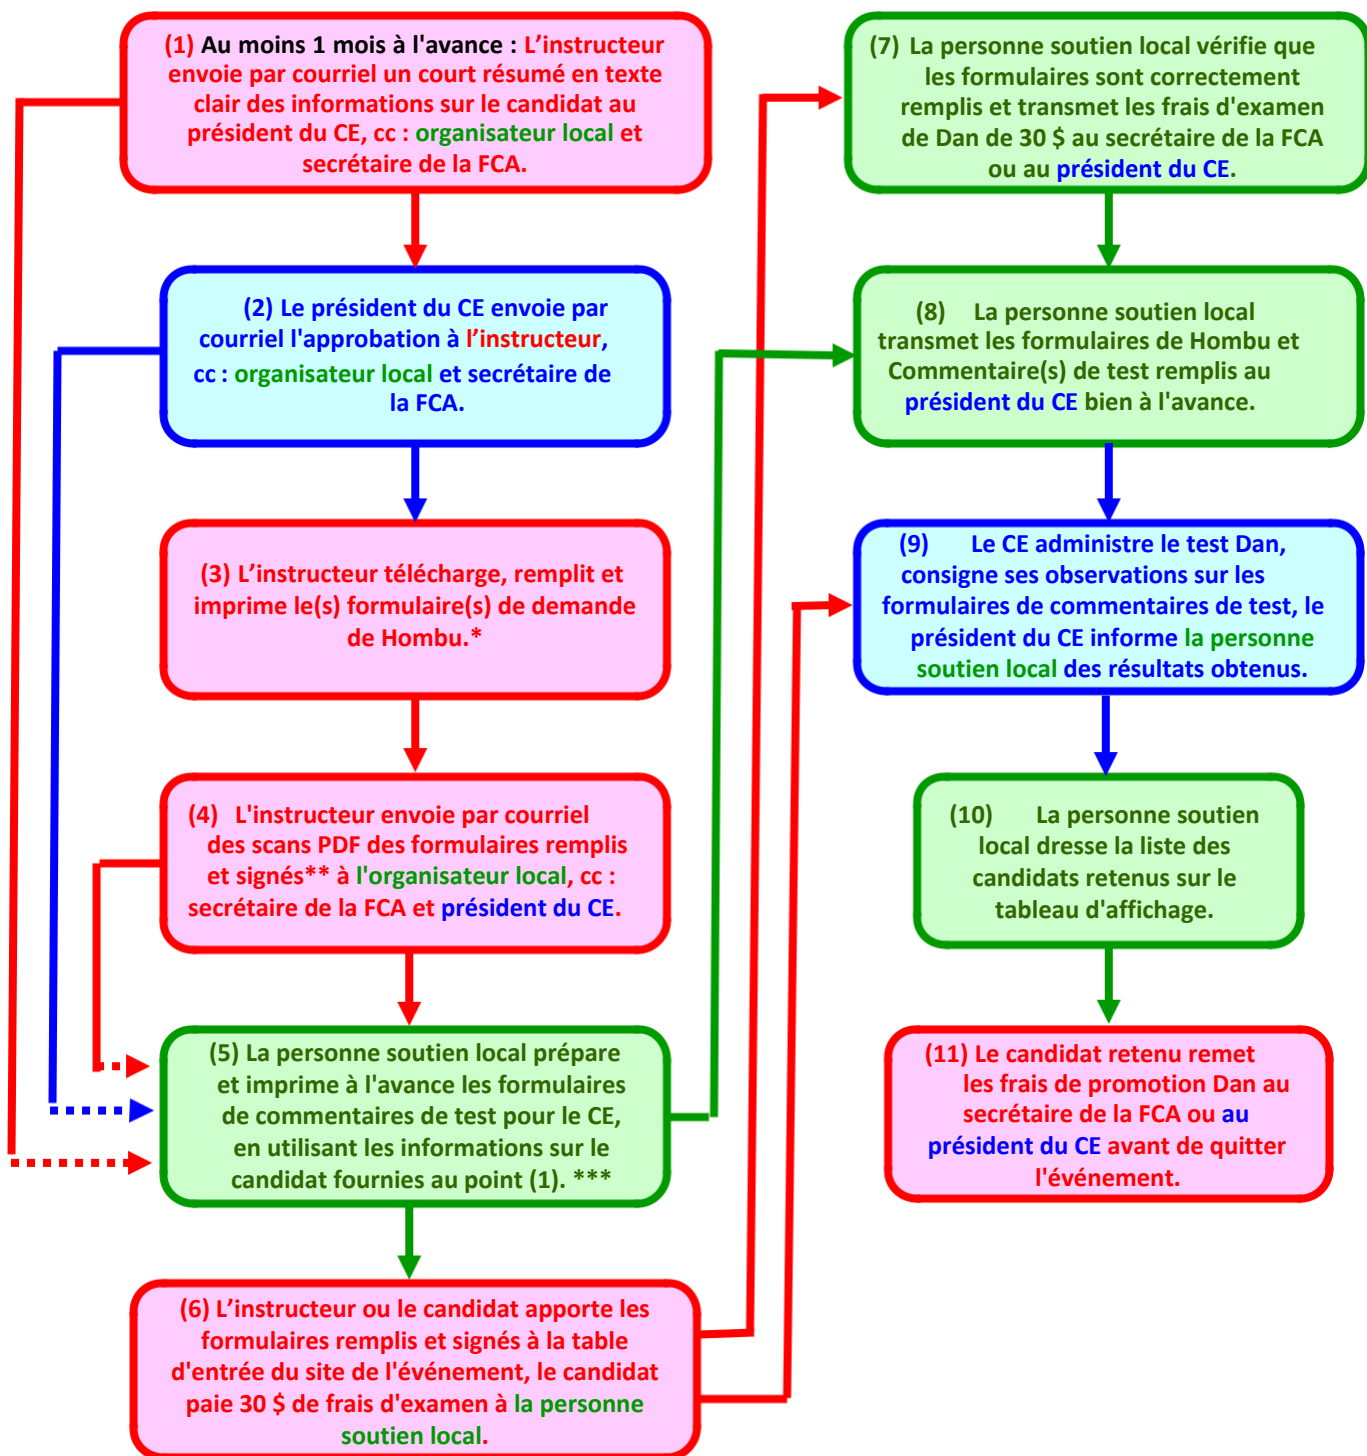 (1) Au moins 1 mois à l'avance : L’instructeur
envoie par courriel un court résumé en texte
clair des informations sur le candidat au
président du CE, cc : organisateur local et
secrétaire de la FCA.
(2) Le président du CE envoie par
courriel l'approbation à l’instructeur,
cc : organisateur local et secrétaire de
la FCA.
(3) L’instructeur télécharge, remplit et
imprime le(s) formulaire(s) de demande
de Hombu.*
(4) L'instructeur envoie par courriel
des scans PDF des formulaires remplis
et signés** à l'organisateur local, cc :
secrétaire de la FCA et président du CE.
(5) La personne soutien local prépare
et imprime à l'avance les formulaires
de commentaires de test pour le CE,
en utilisant les informations sur le
candidat fournies au point (1). ***
(6) L’instructeur ou le candidat apporte les
formulaires remplis et signés à la table
d'entrée du site de l'événement, le candidat
paie 30 $ de frais d'examen à la personne
soutien local.
(7) La personne soutien local vérifie que
les formulaires sont correctement
remplis et transmet les frais d'examen
de Dan de 30 $ au secrétaire de la FCA
ou au président du CE.
(8) La personne soutien local
transmet les formulaires de Hombu et
Commentaire(s) de test remplis au
président du CE bien à l'avance.
(9) Le CE administre le test Dan,
consigne ses observations sur les
formulaires de commentaires de test, le
président du CE informe la personne
soutien local des résultats obtenus.
(10) La personne soutien
local dresse la liste des
candidats retenus sur le
tableau d'affichage.
(11) Le candidat retenu remet
les frais de promotion Dan au
secrétaire de la FCA ou au
président du CE avant de quitter
l'événement.